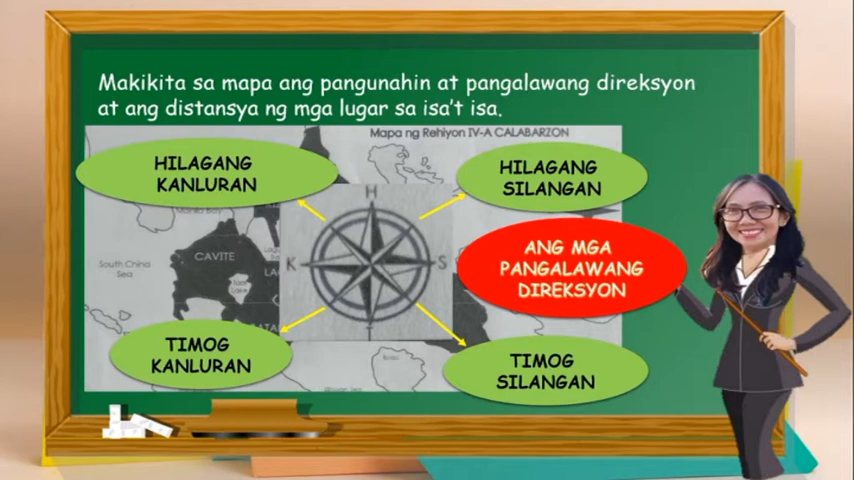 Makikita sa mapa ang pangunahin at pangalawang direksyon
at ang distansya ng mga lugar sa isa't isa.
Mapa ng Rehiyon IV-A CALABARZON
HILAGANG
KANLURAN
HILAGANG
SILANGAN
H
CAVITE
South China
Sea
K
S
ANG MGA
PANGALAWANG
DIREKSYON
TIMOG
KANLURAN
T
TIMOG
SILANGAN